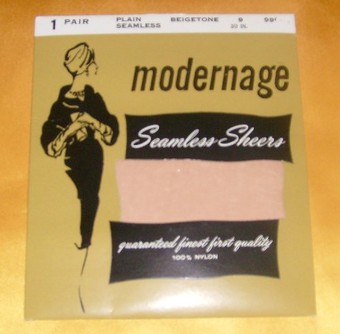 1 PAIR PLAIN SEAMLESS BEIGETONE 9 99¢
modernage
Seamless Sheers
guaranteed finest first quality
100% NYLON